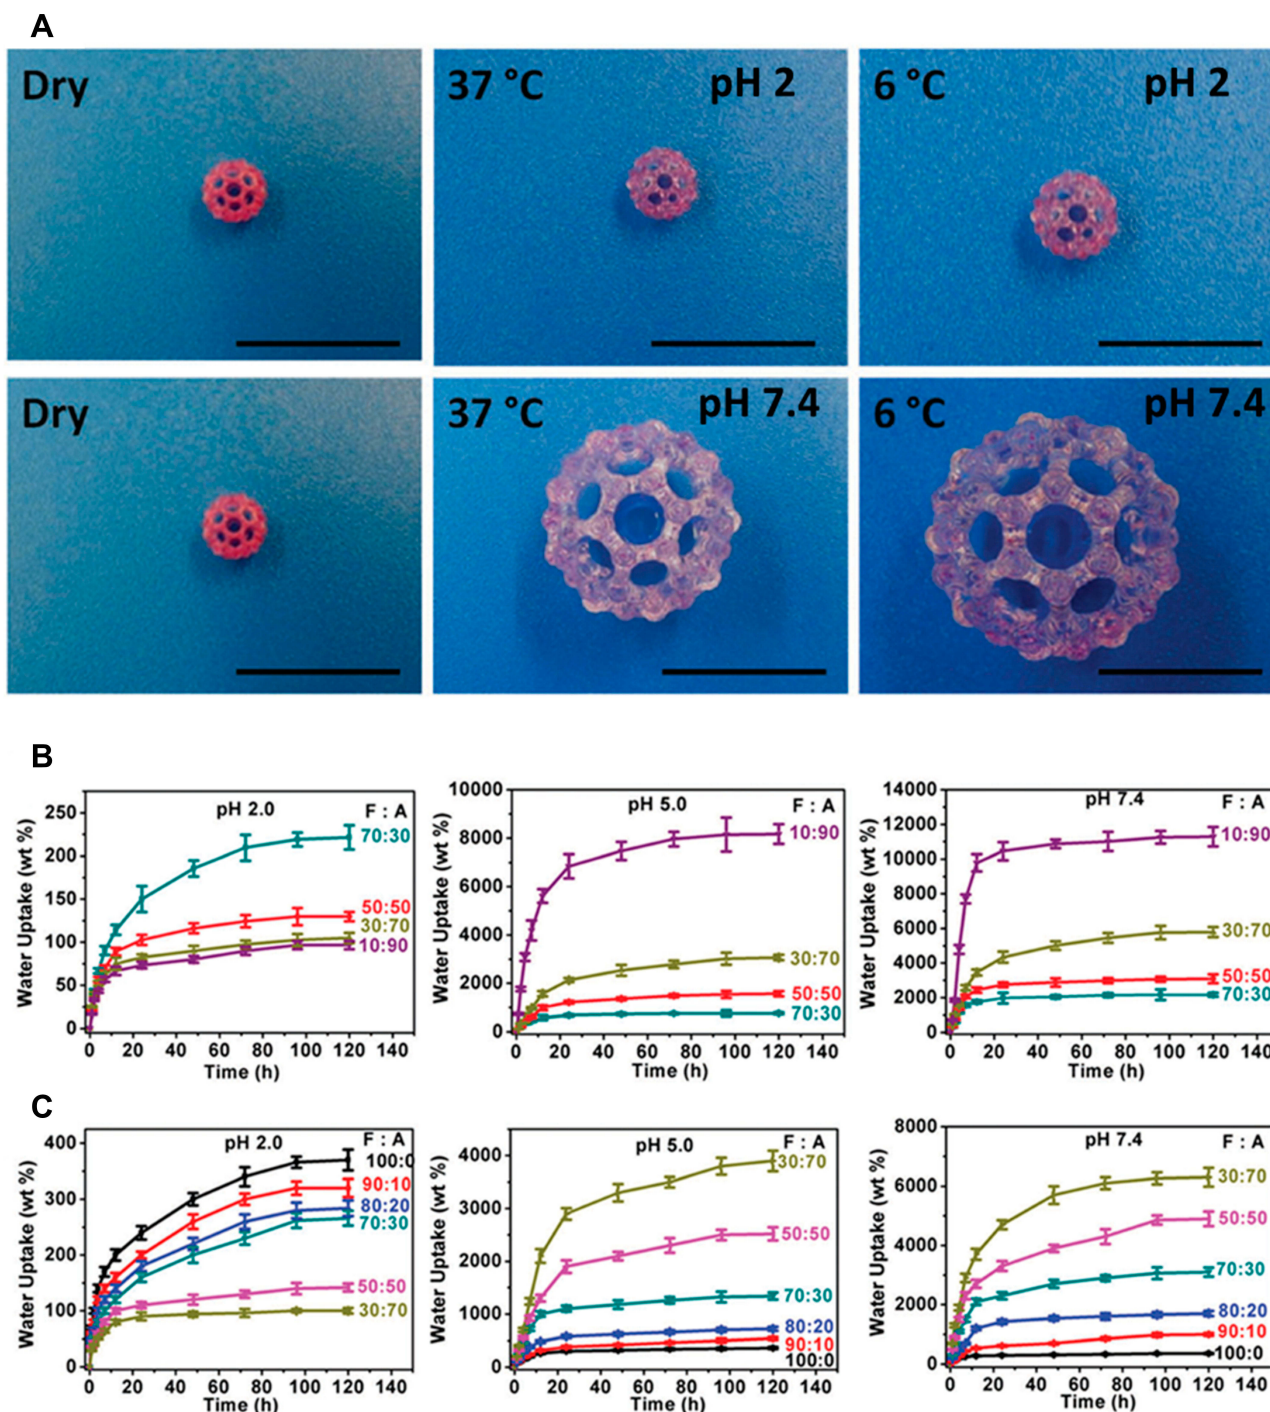 A
Dry
37 °C
pH 2
6 °C
pH 2
Dry
37 °C
pH 7.4
6 °C
pH 7.4
B
Water Uptake (wt %)
250
200
150
100
50
0
pH 2.0
F : A
70:30
50:50
30:70
10:90
0 20 40 60 80 100 120 140
Time (h)
Water Uptake (wt %)
10000
8000
6000
4000
2000
0
pH 5.0
F : A
10:90
30:70
50:50
70:30
0 20 40 60 80 100 120 140
Time (h)
Water Uptake (wt %)
14000
12000
10000
8000
6000
4000
2000
0
pH 7.4
F : A
10:90
30:70
50:50
70:30
0 20 40 60 80 100 120 140
Time (h)
C
Water Uptake (wt %)
400
300
200
100
0
pH 2.0
F : A
100:0
90:10
80:20
70:30
50:50
30:70
0 20 40 60 80 100 120 140
Time (h)
Water Uptake (wt %)
4000
3000
2000
1000
0
pH 5.0
F : A
30:70
50:50
70:30
80:20
90:10
100:0
0 20 40 60 80 100 120 140
Time (h)
Water Uptake (wt %)
8000
6000
4000
2000
0
pH 7.4
F : A
30:70
50:50
70:30
80:20
90:10
100:0
0 20 40 60 80 100 120 140
Time (h)